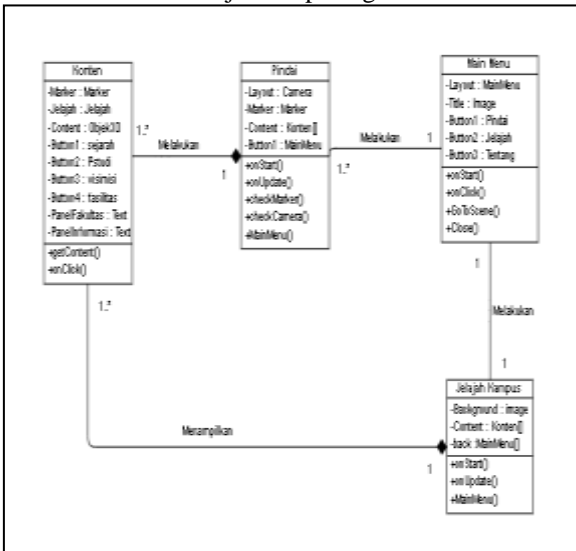 Konten
-Marker : Marker
-Jelajah : Jelajah
-Content : Objek3D
-Button1 : sejarah
-Button2 : Pstudi
-Button3 : visimisi
-Button4 : fasilitas
-PanelFakultas : Text
-PanelInformasi : Text
+getContent()
+onClick()
1..*
Melakukan
1
Pindai
-Layout : Camera
-Marker : Marker
-Content : Konten[]
-Button1 : MainMenu
+onStart()
+onUpdate()
+checkMarker()
+checkCamera()
+MainMenu()
Melakukan
1..*
1
Main Menu
-Layout : MainMenu
-Title : Image
-Button1 : Pindai
-Button2 : Jelajah
-Button3 : Tentang
+onStart()
+onClick()
+GoToScene()
+Close()
1
Melakukan
1
1..*
Menampilkan
1
Jelajah Kampus
-Background : image
-Content : Konten[]
-back :MainMenu[]
+onStart()
+onUpdate()
+MainMenu()